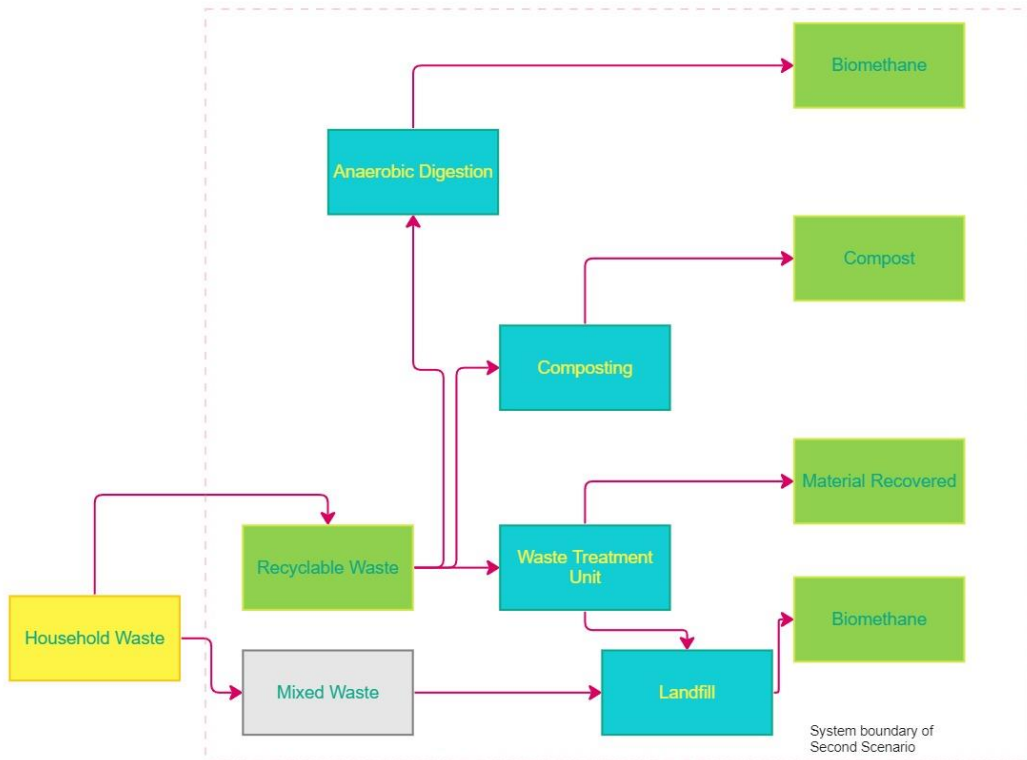 Biomethane
Anaerobic Digestion
Compost
Composting
Material Recovered
Recyclable Waste
Waste Treatment
Unit
Household Waste
Biomethane
Mixed Waste
Landfill
System boundary of
Second Scenario